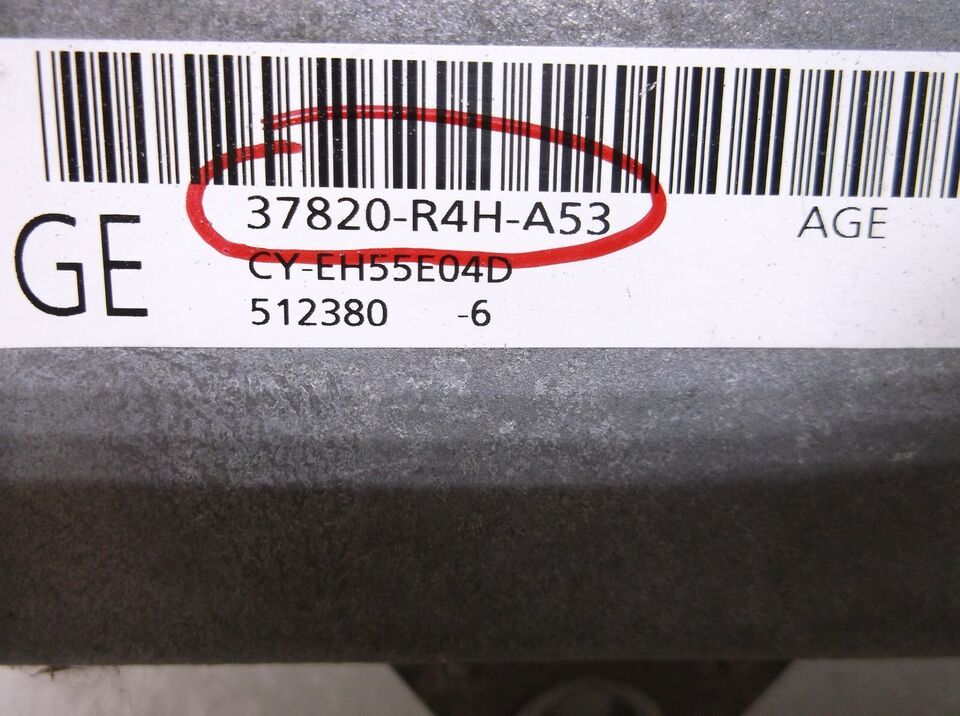 GE
37820-R4H-A53
AGE
CY-EH55E04D
512380 -6